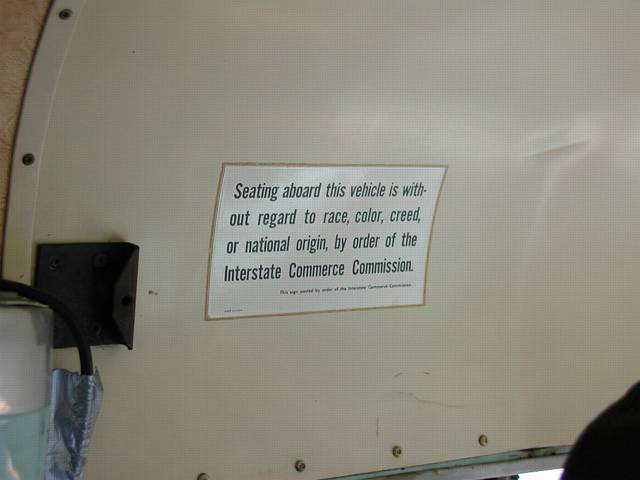 Seating aboard this vehicle is with-
out regard to race, color, creed,
or national origin, by order of the
Interstate Commerce Commission.
This sign posted by order of the Interstate Commerce Commission.